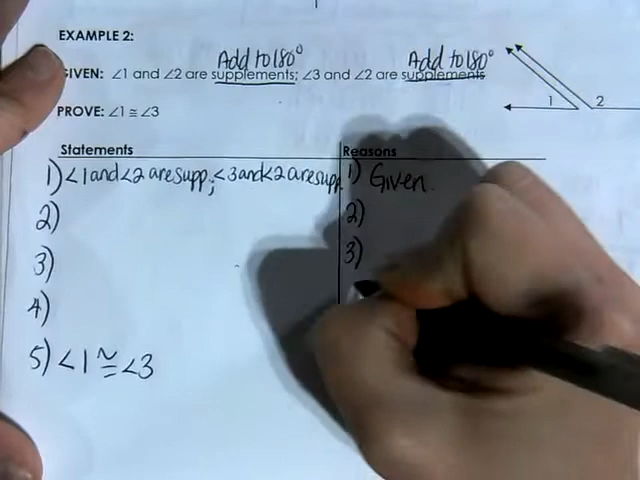 EXAMPLE 2:
Add to 180° Add to 180°
GIVEN: ∠1 and ∠2 are supplements; ∠3 and ∠2 are supplements
1 2
PROVE: ∠1 ≅ ∠3
Statements Reasons
1) ∠1 and ∠2 are supp; ∠3 and ∠2 are supp. 1) Given.
2) 2)
3) 3)
4)
5) ∠1 ≅ ∠3